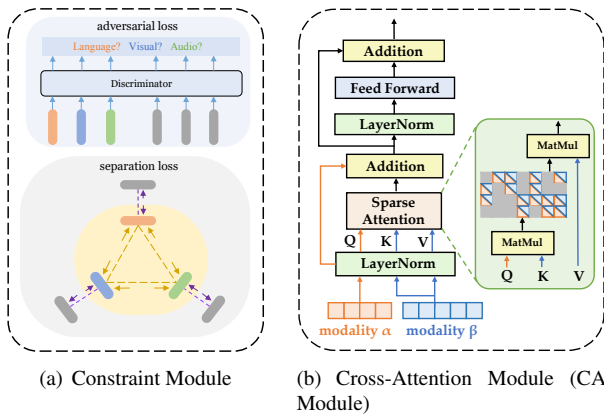 adversarial loss
Language? Visual? Audio?
Discriminator
separation loss
Addition
Feed Forward
LayerNorm
Addition
Sparse
Attention
Q K V
LayerNorm
modality α modality β
MatMul
MatMul
Q K V
(a) Constraint Module
(b) Cross-Attention Module (CA
Module)